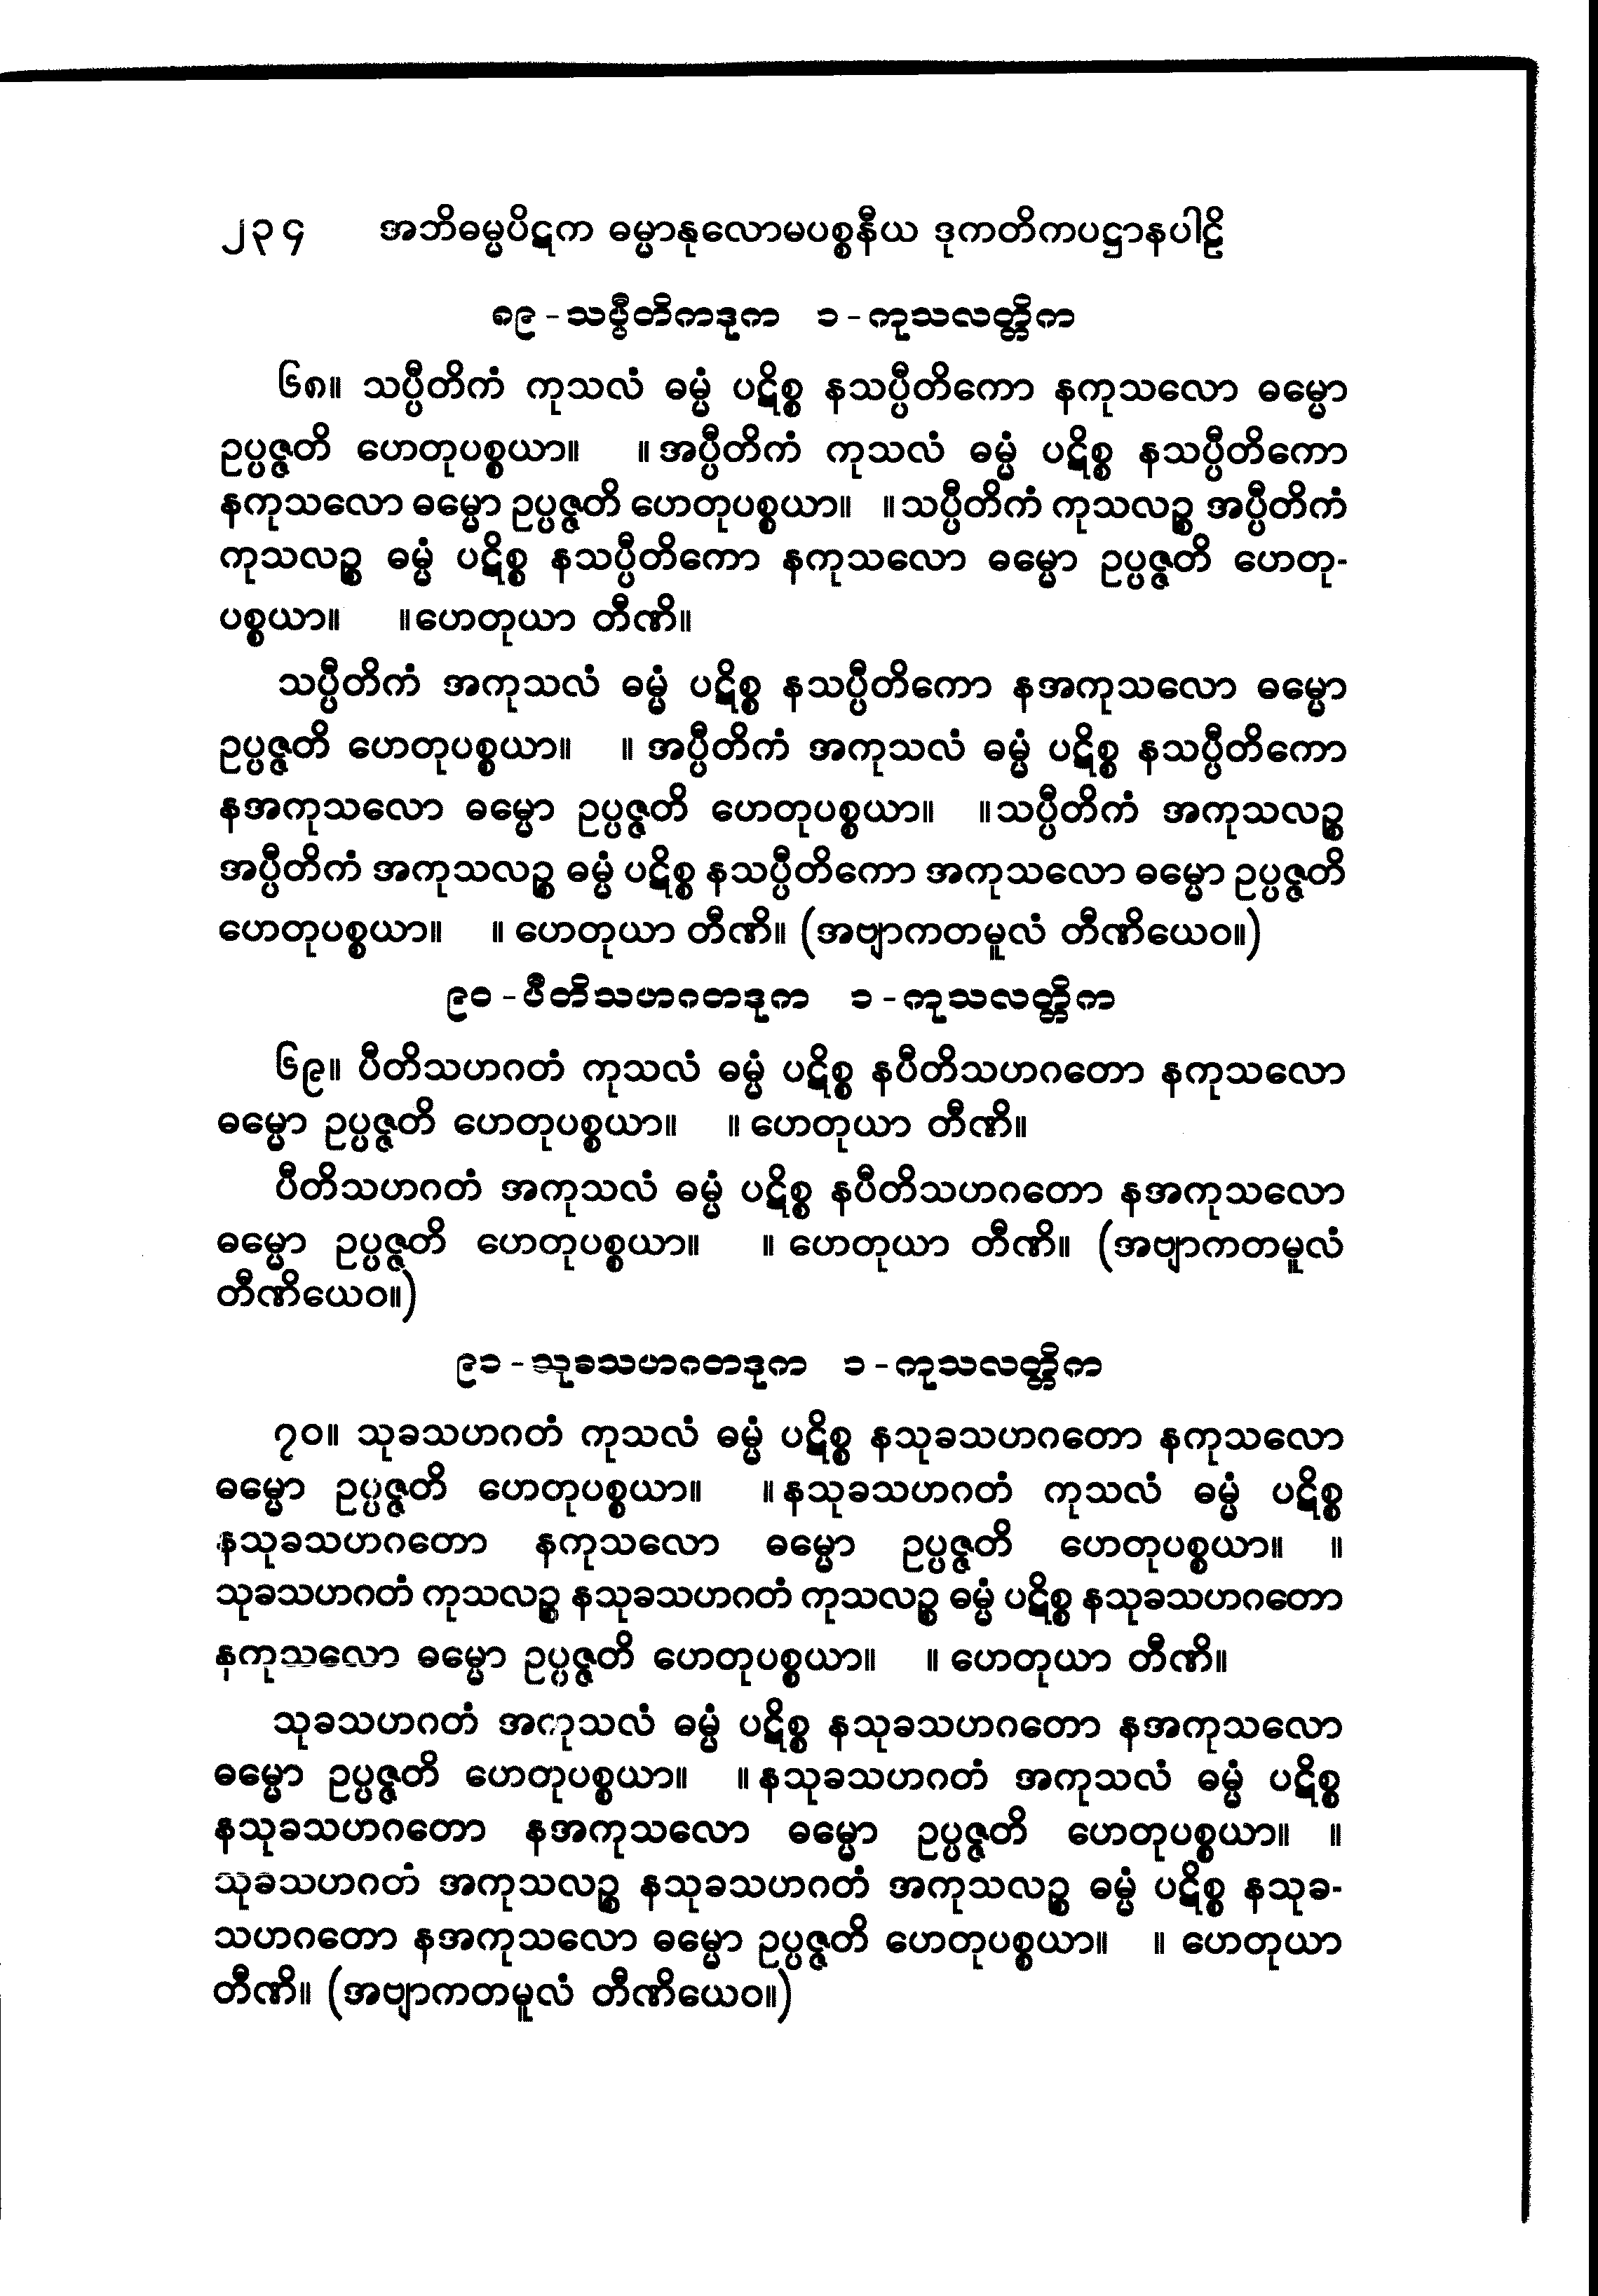 ၂၃၄ အဘိဓမ္မပိဋက ဓမ္မာနုလောမပစ္စနီယ ဒုကတိကပဋ္ဌာနပါဠိ
၈၉-သပ္ပီတိကဒုက ၁-ကုသလတ္တိက
၆၈။ သပ္ပီတိကံ ကုသလံ ဓမ္မံ ပဋိစ္စ နသပ္ပီတိကော နကုသလော ဓမ္မော
ဥပ္ပဇ္ဇတိ ဟေတုပစ္စယာ။ ။ အပ္ပီတိကံ ကုသလံ ဓမ္မံ ပဋိစ္စ နသပ္ပီတိကော
နကုသလော ဓမ္မော ဥပ္ပဇ္ဇတိ ဟေတုပစ္စယာ။ ။ သပ္ပီတိကံ ကုသလဉ္စ အပ္ပီတိကံ
ကုသလဉ္စ ဓမ္မံ ပဋိစ္စ နသပ္ပီတိကော နကုသလော ဓမ္မော ဥပ္ပဇ္ဇတိ ဟေတု-
ပစ္စယာ။ ။ ဟေတုယာ တီဏိ။
သပ္ပီတိကံ အကုသလံ ဓမ္မံ ပဋိစ္စ နသပ္ပီတိကော နအကုသလော ဓမ္မော
ဥပ္ပဇ္ဇတိ ဟေတုပစ္စယာ။ ။ အပ္ပီတိကံ အကုသလံ ဓမ္မံ ပဋိစ္စ နသပ္ပီတိကော
နအကုသလော ဓမ္မော ဥပ္ပဇ္ဇတိ ဟေတုပစ္စယာ။ ။ သပ္ပီတိကံ အကုသလဉ္စ
အပ္ပီတိကံ အကုသလဉ္စ ဓမ္မံ ပဋိစ္စ နသပ္ပီတိကော အကုသလော ဓမ္မော ဥပ္ပဇ္ဇတိ
ဟေတုပစ္စယာ။ ။ ဟေတုယာ တီဏိ။ (အဗျာကတမူလံ တီဏိယေဝ။)
၉၀-ပီတိသဟဂတဒုက ၁-ကုသလတ္တိက
၆၉။ ပီတိသဟဂတံ ကုသလံ ဓမ္မံ ပဋိစ္စ နပီတိသဟဂတော နကုသလော
ဓမ္မော ဥပ္ပဇ္ဇတိ ဟေတုပစ္စယာ။ ။ ဟေတုယာ တီဏိ။
ပီတိသဟဂတံ အကုသလံ ဓမ္မံ ပဋိစ္စ နပီတိသဟဂတော နအကုသလော
ဓမ္မော ဥပ္ပဇ္ဇတိ ဟေတုပစ္စယာ။ ။ ဟေတုယာ တီဏိ။ (အဗျာကတမူလံ
တီဏိယေဝ။)
၉၁-သုခသဟဂတဒုက ၁-ကုသလတ္တိက
၇၀။ သုခသဟဂတံ ကုသလံ ဓမ္မံ ပဋိစ္စ နသုခသဟဂတော နကုသလော
ဓမ္မော ဥပ္ပဇ္ဇတိ ဟေတုပစ္စယာ။ ။ နသုခသဟဂတံ ကုသလံ ဓမ္မံ ပဋိစ္စ
နသုခသဟဂတော နကုသလော ဓမ္မော ဥပ္ပဇ္ဇတိ ဟေတုပစ္စယာ။ ။
သုခသဟဂတံ ကုသလဉ္စ နသုခသဟဂတံ ကုသလဉ္စ ဓမ္မံ ပဋိစ္စ နသုခသဟဂတော
နကုသလော ဓမ္မော ဥပ္ပဇ္ဇတိ ဟေတုပစ္စယာ။ ။ ဟေတုယာ တီဏိ။
သုခသဟဂတံ အကုသလံ ဓမ္မံ ပဋိစ္စ နသုခသဟဂတော နအကုသလော
ဓမ္မော ဥပ္ပဇ္ဇတိ ဟေတုပစ္စယာ။ ။ နသုခသဟဂတံ အကုသလံ ဓမ္မံ ပဋိစ္စ
နသုခသဟဂတော နအကုသလော ဓမ္မော ဥပ္ပဇ္ဇတိ ဟေတုပစ္စယာ။ ။
သုခသဟဂတံ အကုသလဉ္စ နသုခသဟဂတံ အကုသလဉ္စ ဓမ္မံ ပဋိစ္စ နသုခ-
သဟဂတော နအကုသလော ဓမ္မော ဥပ္ပဇ္ဇတိ ဟေတုပစ္စယာ။ ။ ဟေတုယာ
တီဏိ။ (အဗျာကတမူလံ တီဏိယေဝ။)